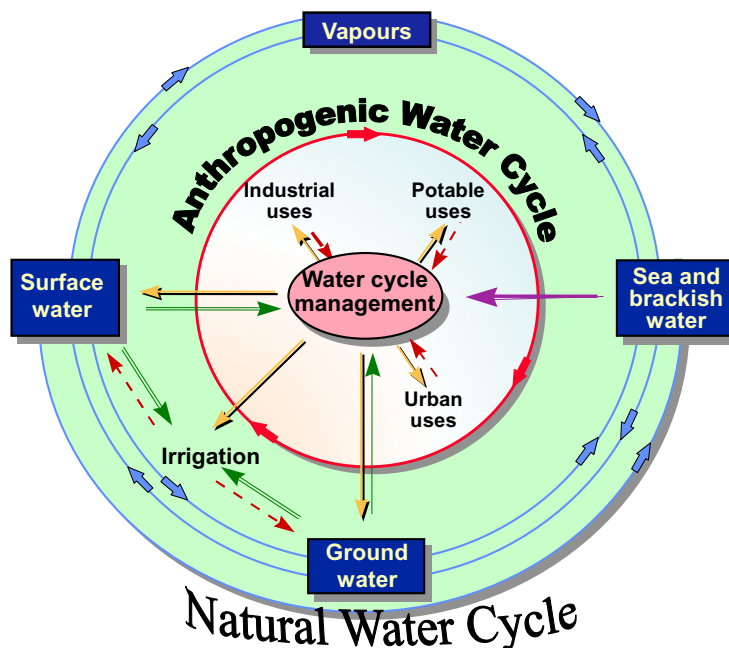 Vapours
Anthropogenic Water Cycle
Industrial
uses
Potable
uses
Surface
water
Water cycle
management
Sea and
brackish
water
Urban
uses
Irrigation
Ground
water
Natural Water Cycle